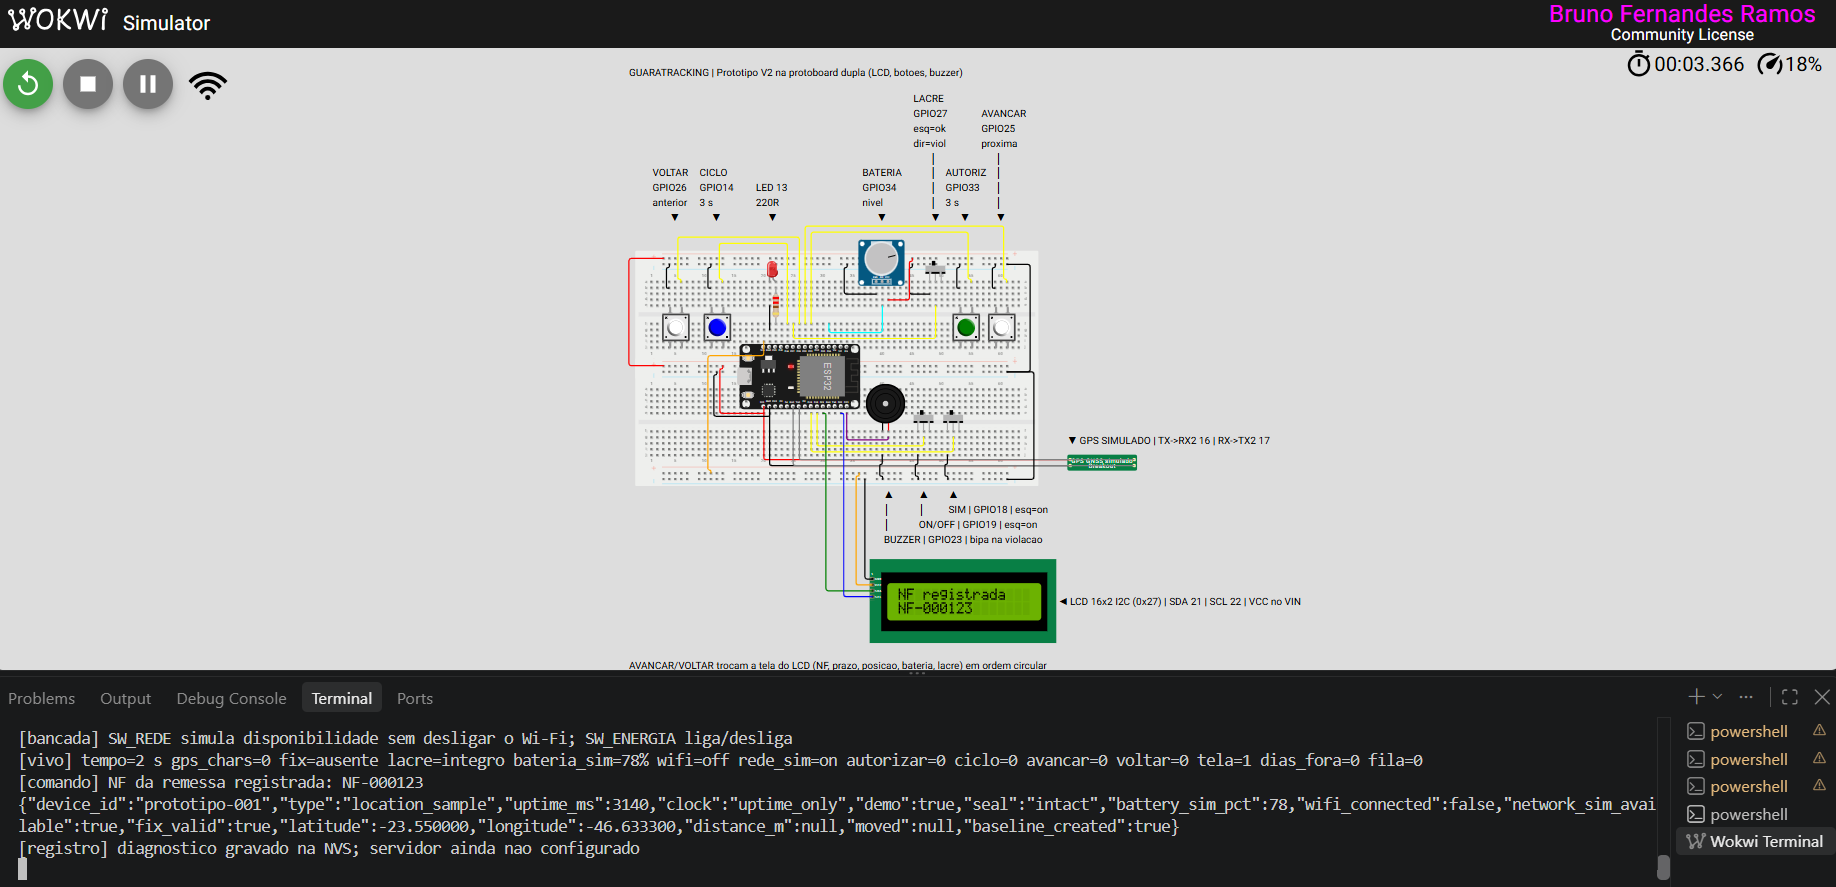 WOKWI Simulator
Bruno Fernandes Ramos
Community License
00:03.366 18%
GUARATRACKING | Prototipo V2 na protoboard dupla (LCD, botoes, buzzer)
LACRE
GPIO27
esq=ok
dir=viol
AVANCAR
GPIO25
proxima
VOLTAR
GPIO26
anterior
CICLO
GPIO14
3 s
LED 13
220R
BATERIA
GPIO34
nivel
AUTORIZ
GPIO33
3 s
ESP32
▼ GPS SIMULADO | TX->RX2 16 | RX->TX2 17
GPS GNSS simulado
Breakout
SIM | GPIO18 | esq=on
ON/OFF | GPIO19 | esq=on
BUZZER | GPIO23 | bipa na violacao
NF registrada
NF-000123
◄ LCD 16x2 I2C (0x27) | SDA 21 | SCL 22 | VCC no VIN
AVANCAR/VOLTAR trocam a tela do LCD (NF, prazo, posicao, bateria, lacre) em ordem circular
Problems Output Debug Console Terminal Ports
[bancada] SW_REDE simula disponibilidade sem desligar o Wi-Fi; SW_ENERGIA liga/desliga
[vivo] tempo=2 s gps_chars=0 fix=ausente lacre=integro bateria_sim=78% wifi=off rede_sim=on autorizar=0 ciclo=0 avancar=0 voltar=0 tela=1 dias_fora=0 fila=0
[comando] NF da remessa registrada: NF-000123
{"device_id":"prototipo-001","type":"location_sample","uptime_ms":3140,"clock":"uptime_only","demo":true,"seal":"intact","battery_sim_pct":78,"wifi_connected":false,"network_sim_avai
lable":true,"fix_valid":true,"latitude":-23.550000,"longitude":-46.633300,"distance_m":null,"moved":null,"baseline_created":true}
[registro] diagnostico gravado na NVS; servidor ainda nao configurado
powershell
powershell
powershell
powershell
Wokwi Terminal